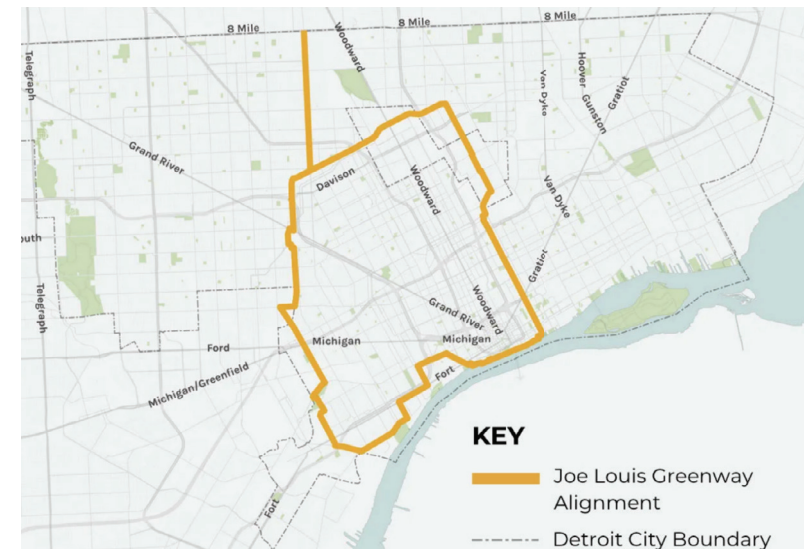 8 Mile
8 Mile
8 Mile
Woodward
Telegraph
Hoover
Van Dyke
Gunston
Gratiot
Grand River
Davison
Woodward
Van Dyke
outh
Gratiot
Telegraph
Woodward
Grand River
Ford
Michigan
Michigan
Michigan/Greenfield
Fort
Fort
KEY
Joe Louis Greenway
Alignment
Detroit City Boundary